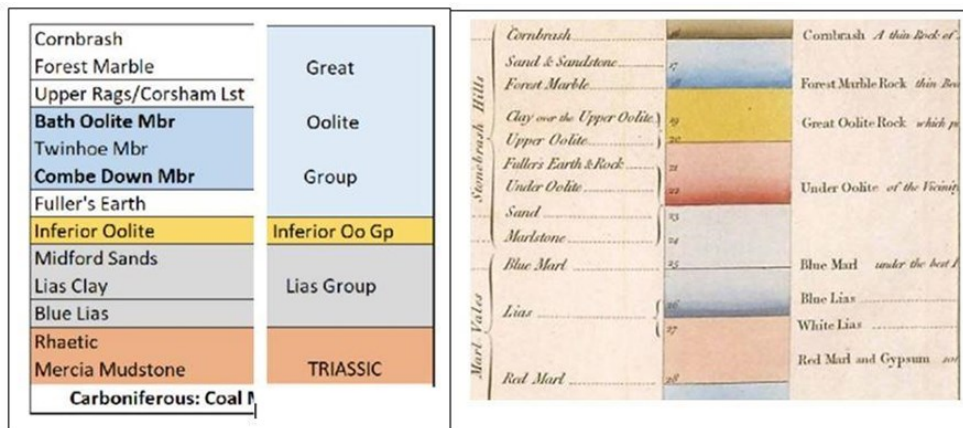 Cornbrash
Forest Marble
Upper Rags/Corsham Lst
Bath Oolite Mbr
Twinhoe Mbr
Combe Down Mbr
Fuller's Earth
Inferior Oolite
Midford Sands
Lias Clay
Blue Lias
Rhaetic
Mercia Mudstone
Carboniferous: Coal
Great
Oolite
Group
Inferior Oo Gp
Lias Group
TRIASSIC
Stonebrash Hills
Marl Vales
Cornbrash
Sand & Sandstone
Forest Marble
Clay over the Upper Oolite
Upper Oolite
Fuller's Earth & Rock
Under Oolite
Sand
Marlstone
Blue Marl
Lias
Red Marl
16
17
18
19
20
21
22
23
24
25
26
27
28
Cornbrash A thin Rock of
Forest Marble Rock thin
Great Oolite Rock which
Under Oolite of the
Blue Marl under the best
Blue Lias
White Lias
Red Marl and Gypsum